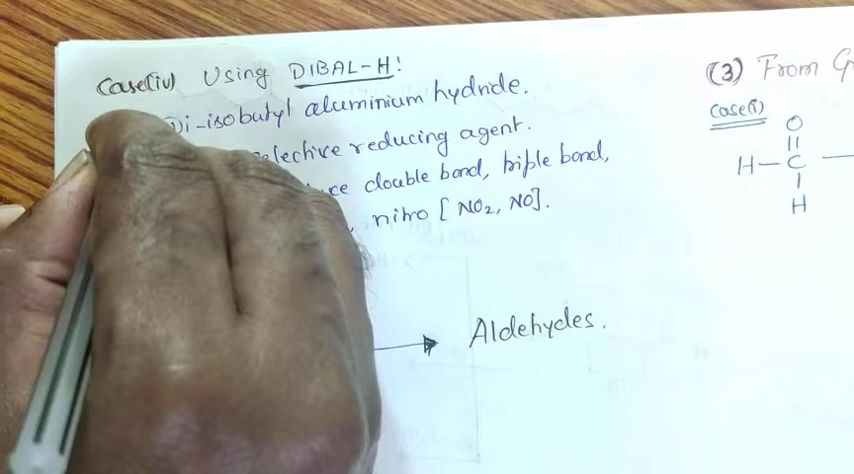 Case(iv) Using DIBAL-H!
Di-isobutyl aluminium hydride.
selective reducing agent.
double bond, triple bond,
, nitro [NO2, NO].
Aldehydes.
(3) From
Case(i)
O
H-C-
H